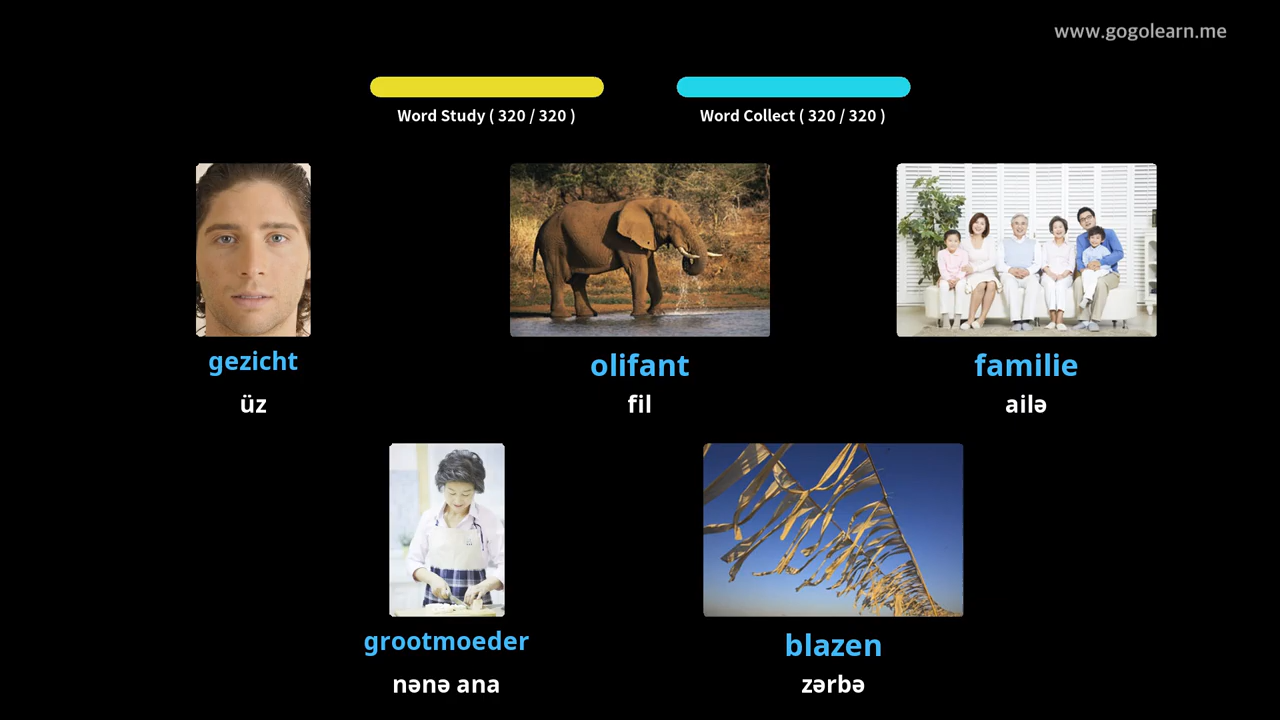 www.gogolearn.me
Word Study ( 320 / 320 )
Word Collect ( 320 / 320 )
gezicht
üz
olifant
fil
familie
ailə
grootmoeder
nənə ana
blazen
zərbə